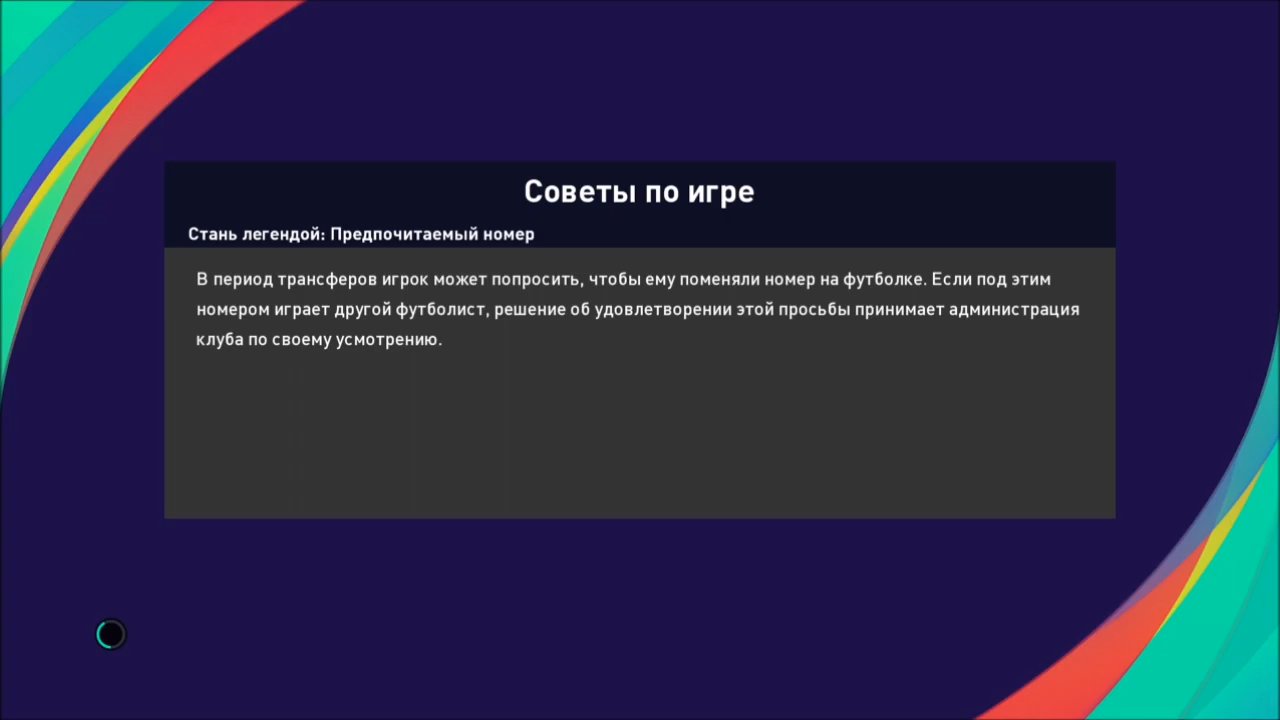 Советы по игре
Стань легендой: Предпочитаемый номер
В период трансферов игрок может попросить, чтобы ему поменяли номер на футболке. Если под этим
номером играет другой футболист, решение об удовлетворении этой просьбы принимает администрация
клуба по своему усмотрению.